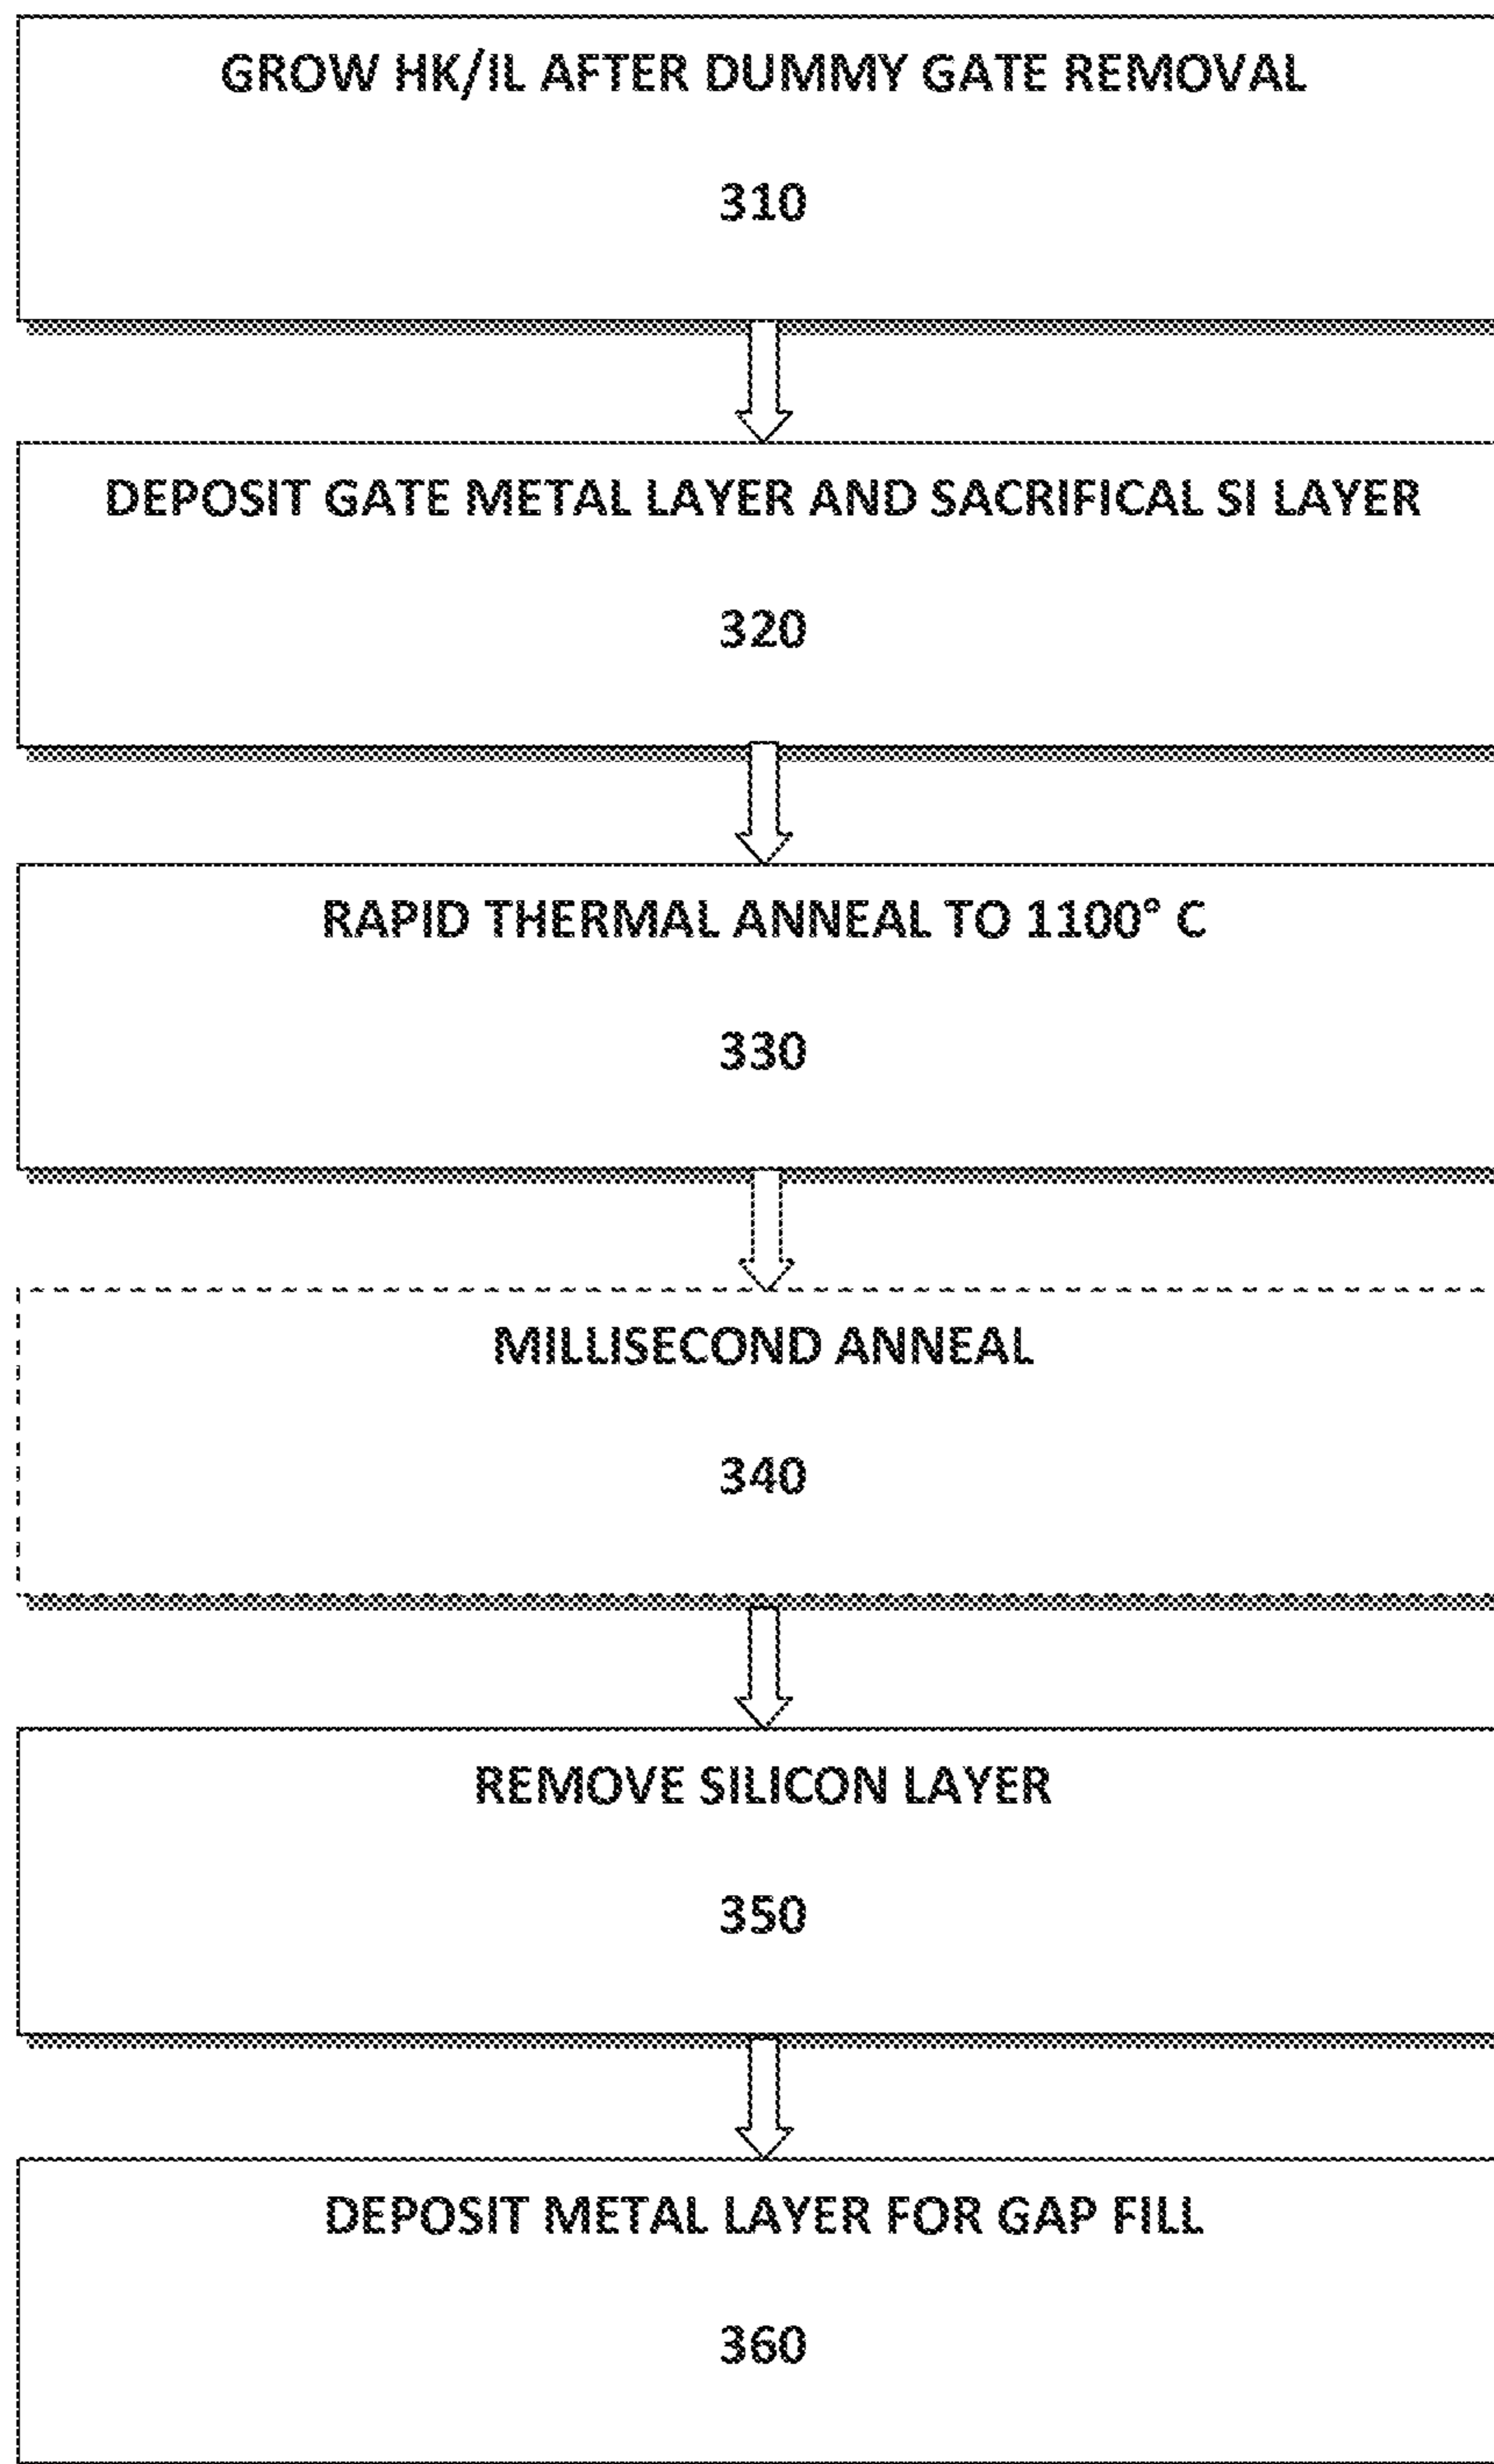 GROW HK/IL AFTER DUMMY GATE REMOVAL
310
DEPOSIT GATE METAL LAYER AND SACRIFICAL SI LAYER
320
RAPID THERMAL ANNEAL TO 1100° C
330
MILLISECOND ANNEAL
340
REMOVE SILICON LAYER
350
DEPOSIT METAL LAYER FOR GAP FILL
360